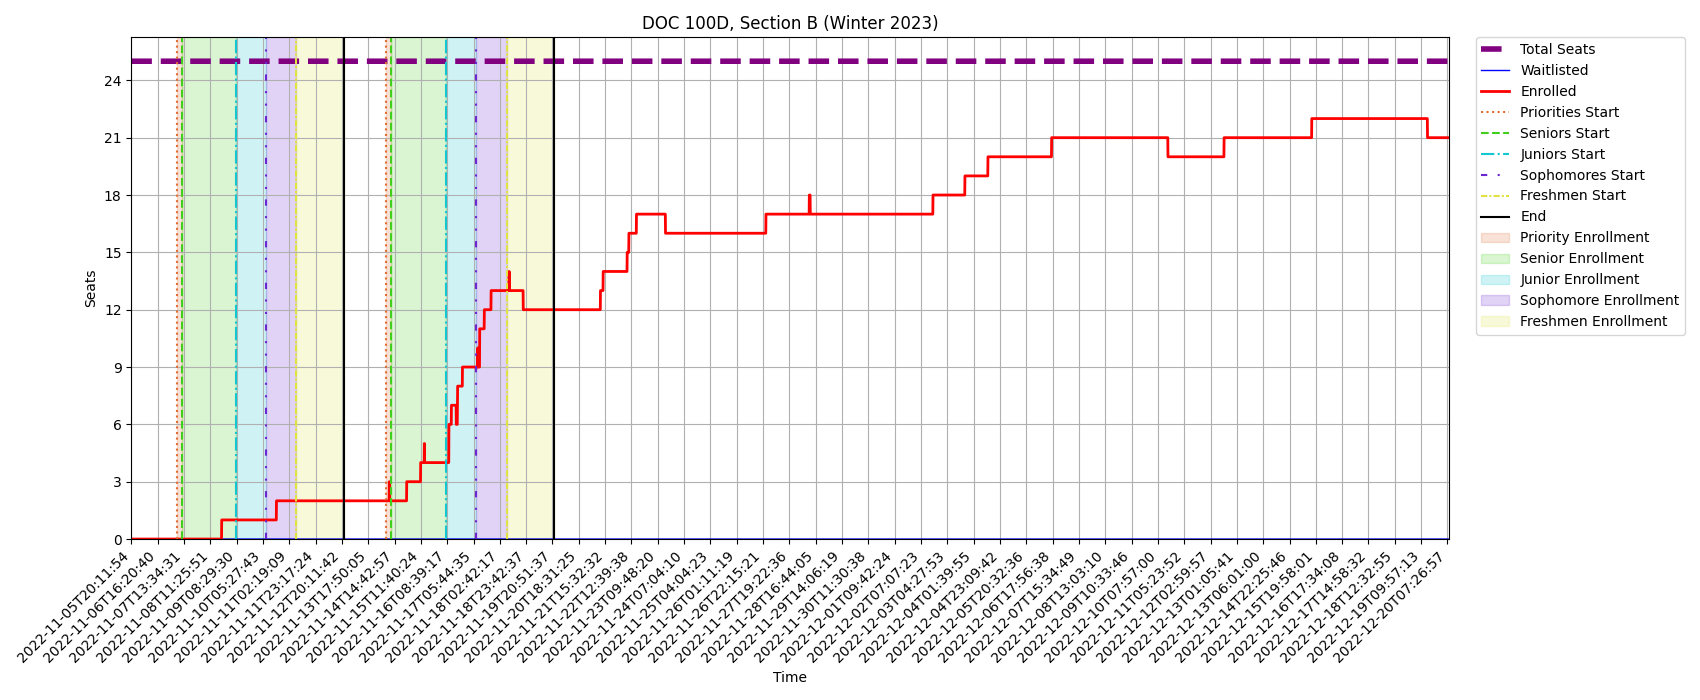 DOC 100D, Section B (Winter 2023)
Seats
24
21
18
15
12
9
6
3
0
2022-11-05T20:11:54
2022-11-06T16:20:40
2022-11-07T13:34:31
2022-11-08T11:25:51
2022-11-09T08:29:30
2022-11-10T05:27:43
2022-11-11T02:19:09
2022-11-11T23:17:24
2022-11-12T20:11:42
2022-11-13T17:50:05
2022-11-14T14:42:57
2022-11-15T11:40:24
2022-11-16T08:39:17
2022-11-17T05:44:35
2022-11-18T02:42:17
2022-11-18T23:42:37
2022-11-19T20:51:37
2022-11-20T18:31:25
2022-11-21T15:32:32
2022-11-22T12:39:38
2022-11-23T09:48:20
2022-11-24T07:04:10
2022-11-25T04:04:23
2022-11-26T01:11:19
2022-11-26T22:15:21
2022-11-27T19:22:36
2022-11-28T16:44:05
2022-11-29T14:06:19
2022-11-30T11:30:38
2022-12-01T09:42:24
2022-12-02T07:07:23
2022-12-03T04:27:53
2022-12-04T01:39:55
2022-12-04T23:09:42
2022-12-05T20:32:36
2022-12-06T17:56:38
2022-12-07T15:34:49
2022-12-08T13:03:10
2022-12-09T10:33:46
2022-12-10T07:57:00
2022-12-11T05:23:52
2022-12-12T02:59:57
2022-12-13T01:05:41
2022-12-13T06:01:00
2022-12-14T22:25:46
2022-12-15T19:58:01
2022-12-16T17:34:08
2022-12-17T14:58:32
2022-12-18T12:32:55
2022-12-19T09:57:13
2022-12-20T07:26:57
Time
Total Seats
Waitlisted
Enrolled
Priorities Start
Seniors Start
Juniors Start
Sophomores Start
Freshmen Start
End
Priority Enrollment
Senior Enrollment
Junior Enrollment
Sophomore Enrollment
Freshmen Enrollment